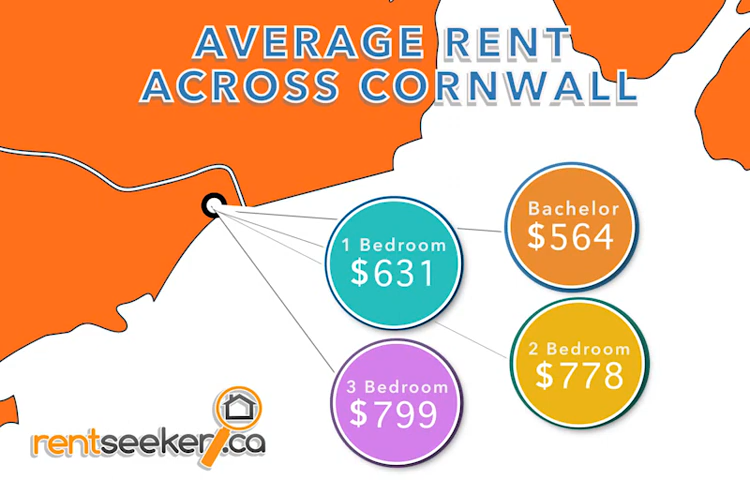 AVERAGE RENT
ACROSS CORNWALL
Bachelor
$564
1 Bedroom
$631
2 Bedroom
$778
3 Bedroom
$799
rentseeker.ca